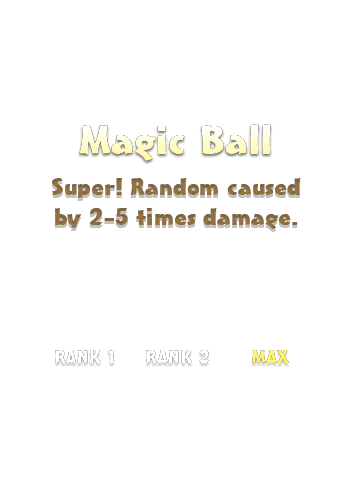 Magic Ball
Super! Random caused
by 2-5 times damage.
RANK 1 RANK 2 MAX